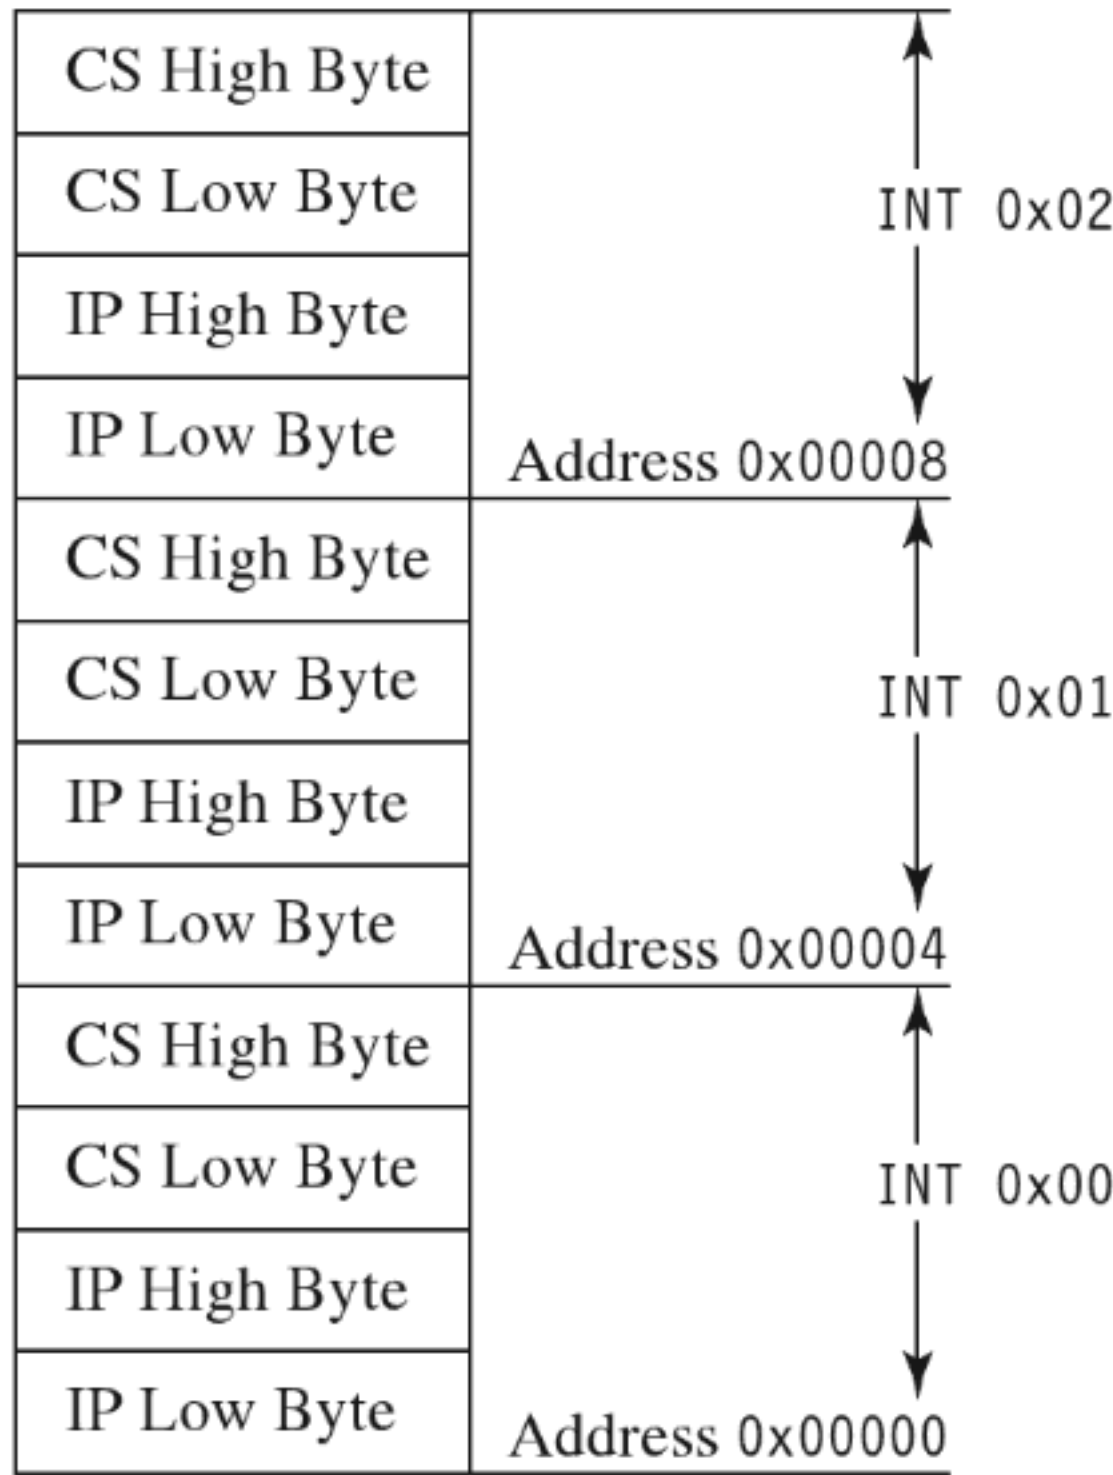 CS High Byte
CS Low Byte
INT 0x02
IP High Byte
IP Low Byte
Address 0x00008
CS High Byte
CS Low Byte
INT 0x01
IP High Byte
IP Low Byte
Address 0x00004
CS High Byte
CS Low Byte
INT 0x00
IP High Byte
IP Low Byte
Address 0x00000